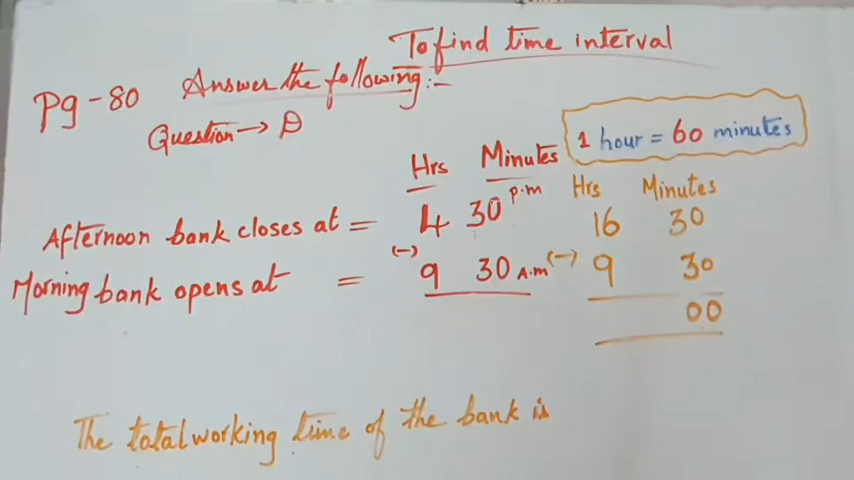 To find time interval
Pg-80 Answer the following:-
Question → D
1 hour = 60 minutes
Hrs Minutes
Afternoon bank closes at = 4 30 p.m
Morning bank opens at = (-) 9 30 A.m
Hrs Minutes
16 30
(-) 9 30
00
The total working time of the bank is